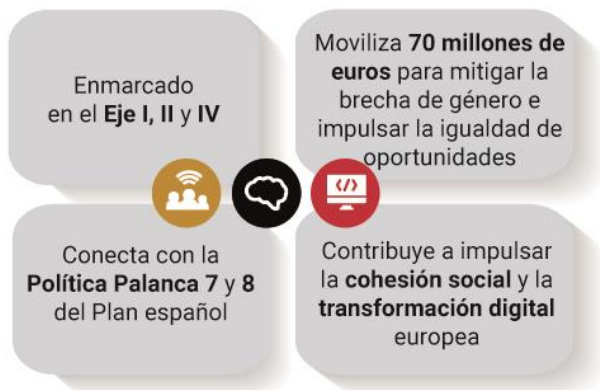 Enmarcado
en el Eje I, II y IV
Moviliza 70 millones de
euros para mitigar la
brecha de género e
impulsar la igualdad de
oportunidades
</>
Conecta con la
Política Palanca 7 y 8
del Plan español
Contribuye a impulsar
la cohesión social y la
transformación digital
europea